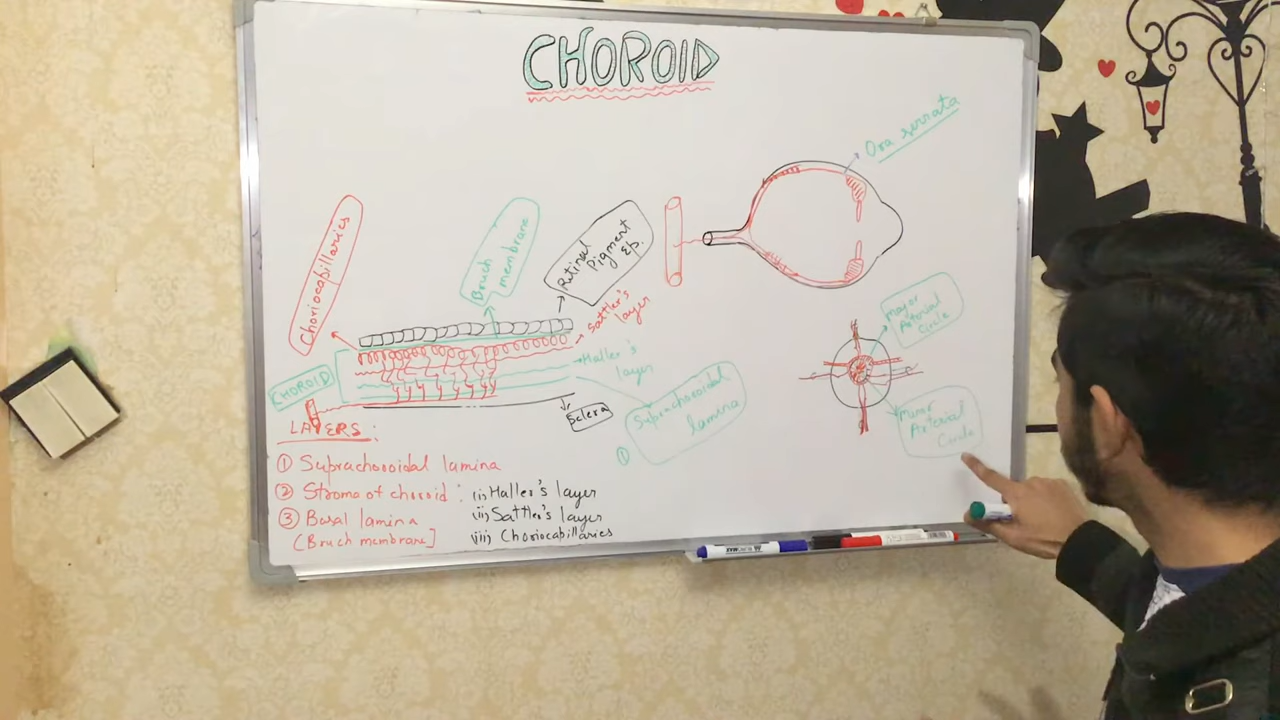 CHOROID
Ora serrata
Choriocapillaries
Bruch
membrane
Retinal
Pigment
Ep.
Sattler's
layer
Haller's
layer
CHOROID
Suprachoroidal
lamina
①
Sclera
Major
Arterial
Circle
Minor
Arterial
Circle
LAYERS:
① Suprachoroidal lamina
② Stroma of choroid : (i) Haller's layer
(ii) Sattler's layer
③ Basal lamina
(iii) Choriocapillaries
(Bruch membrane]